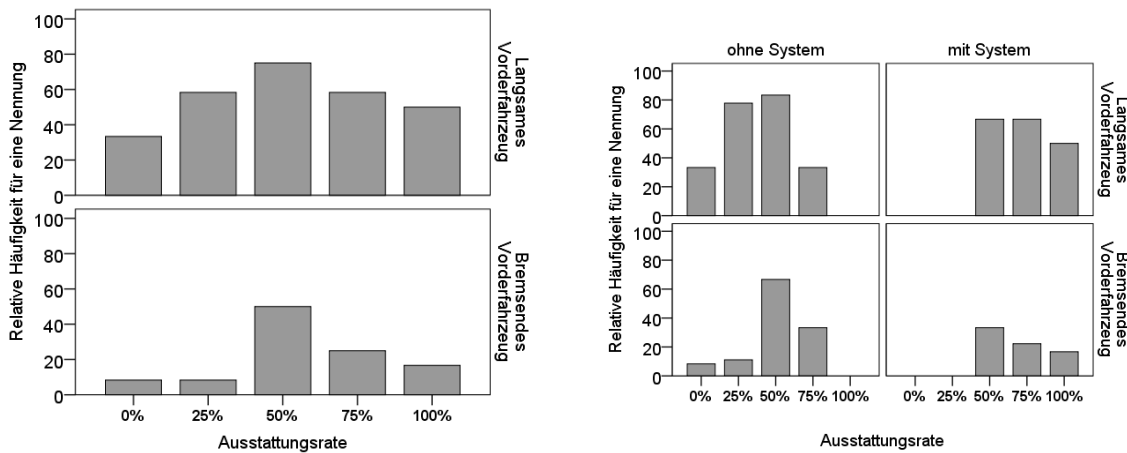 Relative Häufigkeit für eine Nennung
100
80
60
40
20
0
Langsames
Vorderfahrzeug
100
80
60
40
20
0
Bremsendes
Vorderfahrzeug
0% 25% 50% 75% 100%
Ausstattungsrate
ohne System mit System
Relative Häufigkeit für eine Nennung
100
80
60
40
20
0
Langsames
Vorderfahrzeug
100
80
60
40
20
0
Bremsendes
Vorderfahrzeug
0% 25% 50% 75% 100% 0% 25% 50% 75% 100%
Ausstattungsrate